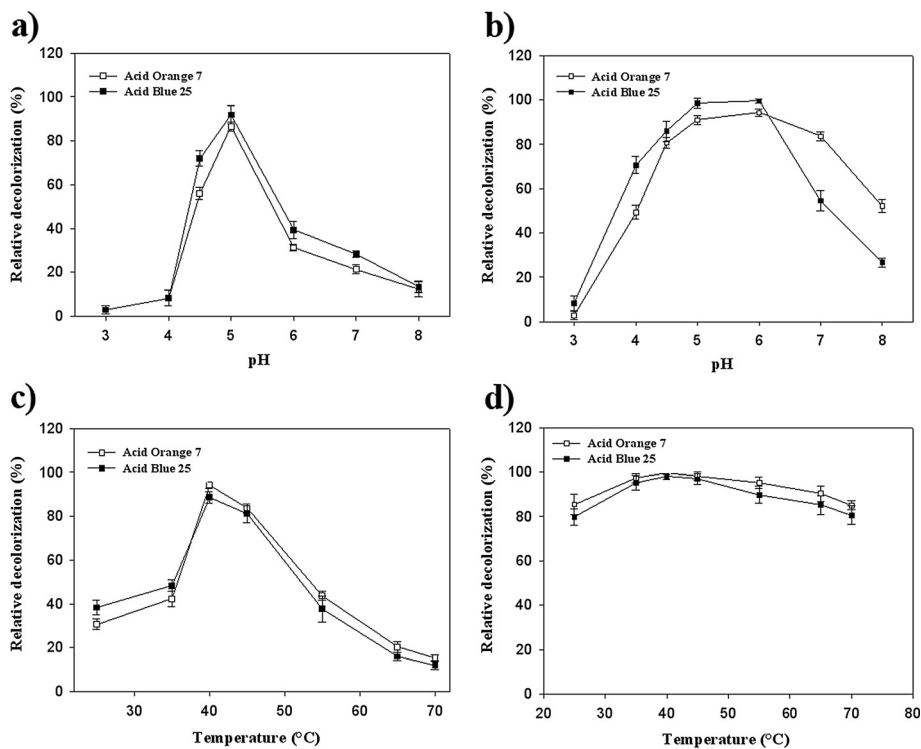 a)
120
100
80
60
40
20
0
Relative decolorization (%)
Acid Orange 7
Acid Blue 25
3 4 5 6 7 8
pH
b)
120
100
80
60
40
20
0
Relative decolorization (%)
Acid Orange 7
Acid Blue 25
3 4 5 6 7 8
pH
c)
120
100
80
60
40
20
0
Relative decolorization (%)
Acid Orange 7
Acid Blue 25
30 40 50 60 70
Temperature (°C)
d)
120
100
80
60
40
20
0
Relative decolorization (%)
Acid Orange 7
Acid Blue 25
20 30 40 50 60 70 80
Temperature (°C)